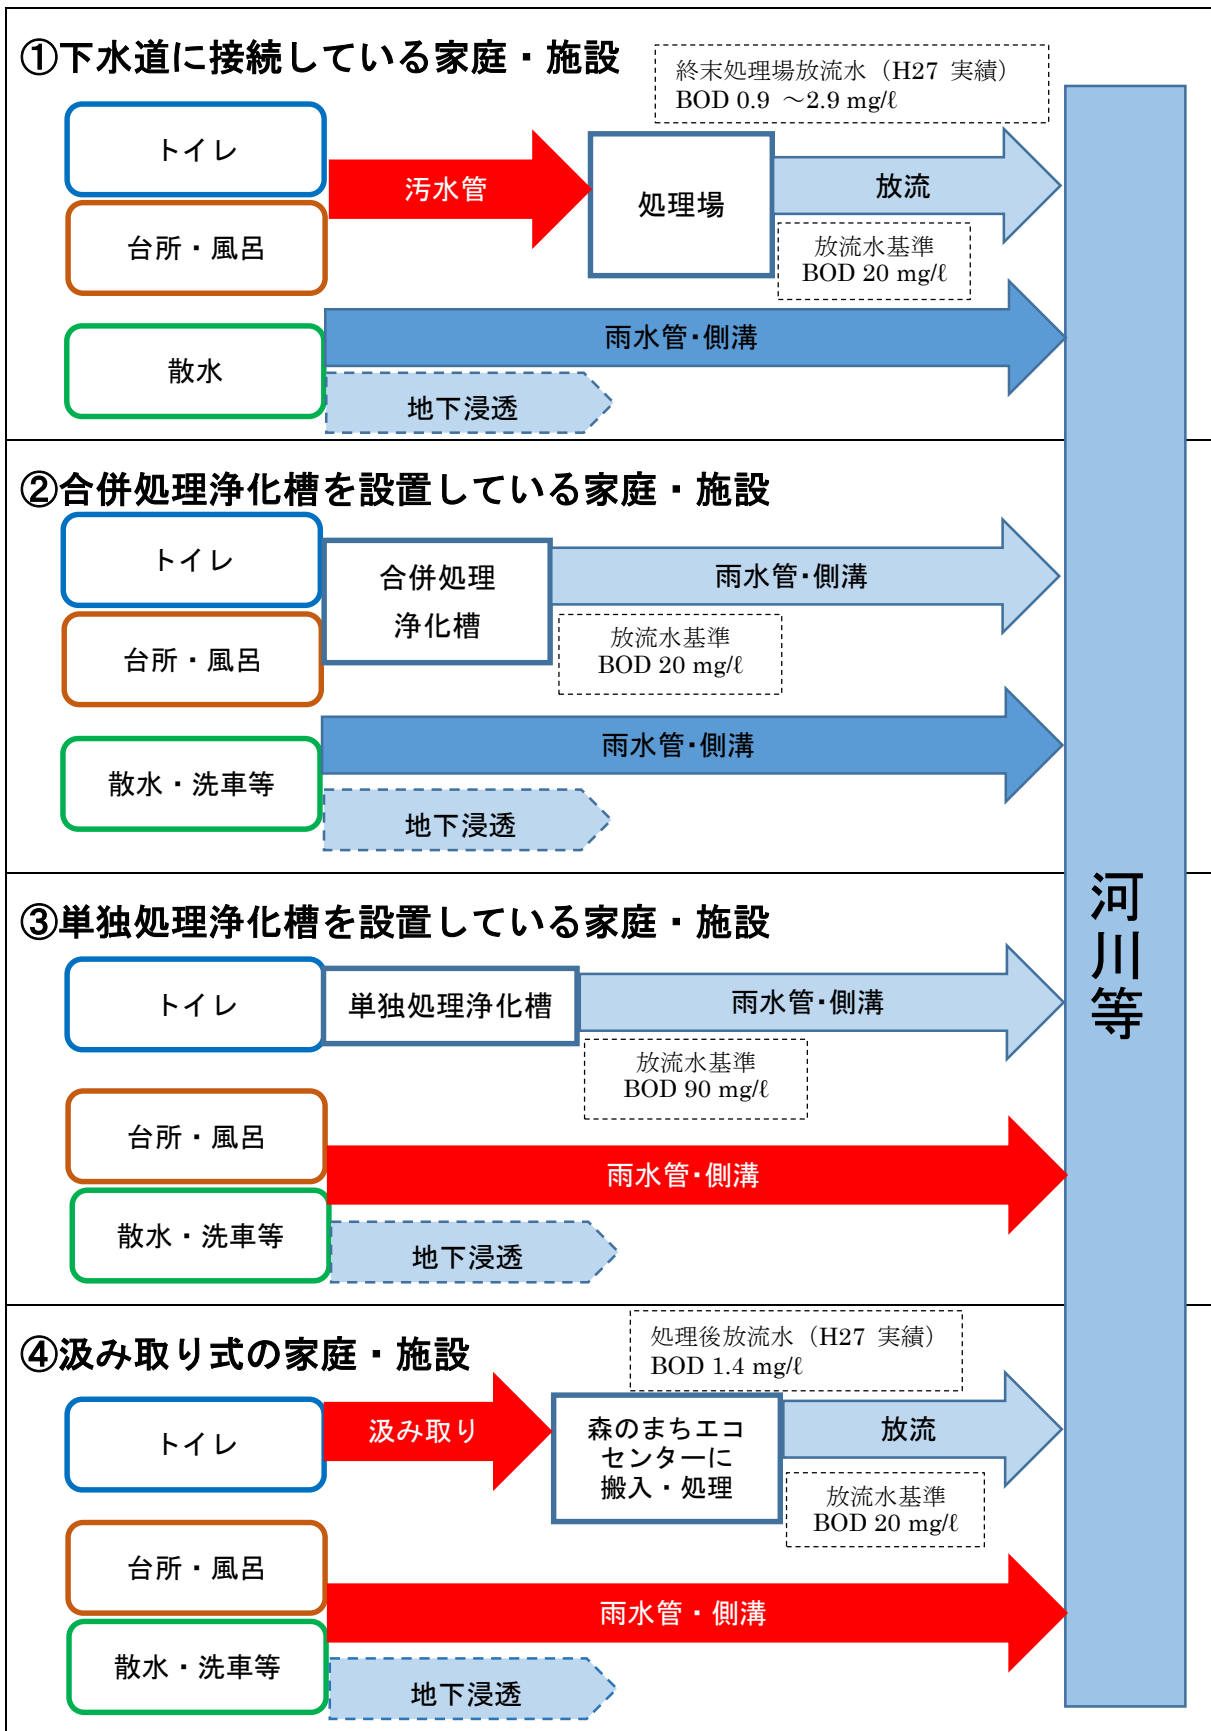 ①下水道に接続している家庭・施設
終末処理場放流水（H27 実績）
BOD 0.9 ～2.9 mg/ℓ
トイレ
汚水管
処理場
放流
台所・風呂
放流水基準
BOD 20 mg/ℓ
散水
雨水管・側溝
地下浸透
②合併処理浄化槽を設置している家庭・施設
トイレ
合併処理
浄化槽
雨水管・側溝
台所・風呂
放流水基準
BOD 20 mg/ℓ
散水・洗車等
雨水管・側溝
地下浸透
河川等
③単独処理浄化槽を設置している家庭・施設
トイレ
単独処理浄化槽
雨水管・側溝
放流水基準
BOD 90 mg/ℓ
台所・風呂
雨水管・側溝
散水・洗車等
地下浸透
④汲み取り式の家庭・施設
処理後放流水（H27 実績）
BOD 1.4 mg/ℓ
トイレ
汲み取り
森のまちエコ
センターに
搬入・処理
放流
放流水基準
BOD 20 mg/ℓ
台所・風呂
雨水管・側溝
散水・洗車等
地下浸透